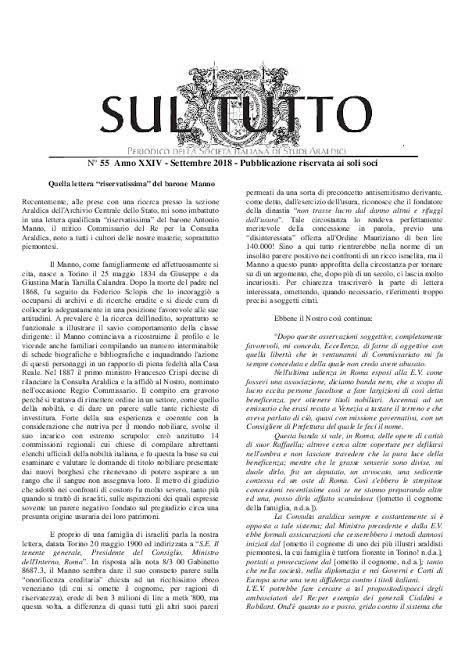 SUL TUTTO
PERIODICO DELLA SOCIETÀ ITALIANA DI STUDI ARALDICI
N° 55 Anno XXIV - Settembre 2018 - Pubblicazione riservata ai soli soci
Quella lettera “riservatissima” del barone Manno
Recentemente, alle prese con una ricerca presso la sezione
Araldica dell'Archivio Centrale dello Stato, mi sono imbattuto
in una lettera qualificata “riservatissima” del barone Antonio
Manno, il mitico Commissario del Re per la Consulta
Araldica, noto a tutti i cultori delle nostre materie, soprattutto
piemontesi.
Il Manno, come famigliarmente ed affettuosamente si
cita, nasce a Torino il 25 maggio 1834 da Giuseppe e da
Giustina Maria Tarsilla Calandra. Dopo la morte del padre nel
1868, fu seguito da Federico Sclopis che lo incoraggiò a
occuparsi di archivi e di ricerche erudite e si diede cura di
collocarlo adeguatamente in una posizione favorevole alle sue
attitudini. A prevalere è la ricerca dell'inedito, soprattutto se
funzionale a illustrare il savio comportamento della classe
dirigente: il Manno cominciava a ricostruirne il profilo e le
vicende anche familiari compilando un numero interminabile
di schede biografiche e bibliografiche e inquadrando l'azione
di questi personaggi in un rapporto di piena fedeltà alla Casa
Reale. Nel 1887 il primo ministro Francesco Crispi decise di
rilanciare la Consulta Araldica e la affidò al Nostro, nominato
nell'occasione Regio Commissario. Il compito era gravoso
perché si trattava di rimettere ordine in un settore, come quello
della nobiltà, e di dare un parere sulle tante richieste di
investitura. Forte della sua esperienza e coerente con la
considerazione che nutriva per il mondo nobiliare, svolse il
suo incarico con estremo scrupolo: creò anzitutto 14
commissioni regionali cui chiese di compilare altrettanti
elenchi ufficiali della nobiltà italiana, e fu questa la base su cui
esaminare e valutare le domande di titolo nobiliare presentate
dai nuovi borghesi che ritenevano di potere aspirare a un
rango che il sangue non assegnava loro. Il metro di giudizio
che adottò nei confronti di costoro fu molto severo, tanto più
quando si trattò di israeliti, sulle aspirazioni dei quali espresse
sovente un parere negativo fondato sul pregiudizio circa una
presunta origine usuraria dei loro patrimoni.
E proprio di una famiglia di israeliti parla la nostra
lettera, datata Torino 20 maggio 1900 ed indirizzata a “S.E. Il
tenente generale, Presidente del Consiglio, Ministro
dell'Interno, Roma”. In risposta alla nota 8/3 00 Gabinetto
8687.3, il Manno sembra dare il suo consueto parere sulla
“onorificenza ereditaria” chiesta ad un ricchissimo ebreo
veneziano (di cui si omette il cognome, per ragioni di
riservatezza), erede di ben 3 milioni di lire a metà '800, ma
questa volta, a differenza di quasi tutti gli altri suoi pareri
permeati da una sorta di preconcetto antisemitismo derivante,
come detto, dall'esercizio dell'usura, riconosce che il fondatore
della dinastia “non trasse lucro dal danno altrui e rifuggì
dall'usura”. Tale circostanza lo rendeva perfettamente
meritevole della concessione in parola, previo una
“disinteressata” offerta all'Ordine Mauriziano di ben lire
140.000! Sino a qui tutto rientrerebbe nella norme di un
insolito parere positivo nei confronti di un ricco israelita, ma il
Manno a questo punto approfitta della circostanza per tornare
su di un argomento, che, dopo più di un secolo, ci lascia molto
incuriositi. Per chiarezza trascriverò la parte di lettera
interessata, omettendo, quando necessario, riferimenti troppo
precisi a soggetti citati.
Ebbene il Nostro così continua:
“Dopo queste osservazioni soggettive, completamente
favorevoli, mi conceda, Eccellenza, di farne di oggettive con
quella libertà che in ventunanni di Commissariato mi fu
sempre conceduta e della quale non credo avere abusato.
Nell'ultima udienza in Roma esposi alla E.V. come
fossevi una associazione, diciamo banda nera, che a scopo di
lucro eccita persone facoltose a fare largizioni di così detta
beneficenza, per ottenere titoli nobiliari. Accennai ad un
emissario che erasi recato a Venezia a tastare il terreno e che
aveva parlato di ciò, quasi con missione governativa, con un
Consigliere di Prefettura del quale le feci il nome.
Questa banda si vale, in Roma, delle opere di carità
di suor Raffaella; dietro alcune altre coperture per delfarsi
nell'ombra e non lasciare travedere che la pura luce della
beneficenza; mentre che le grasse senserie sono divise, mi
duole dirlo, fra un deputato, un avvocato, una sedicente
contessa ed un oste di Roma. Così s'ebbero le strepitose
concessioni recentissime così se ne stanno preparando altre
ed una, posso dirla affatto scandalosa (omette il cognome
della famiglia, n.d.a.]).
La Consulta araldica sempre e costantemente si è
opposta a tale sistema; dal Ministro precedente e dalla E.V.
ebbe formali assicurazioni che cesserebbero i metodi dannosi
iniziati dal [ometto il cognome di uno dei più illustri araldisti
piemontesi, la cui famiglia è tuttora fiorente in Torino! n.d.a.],
portati a provocazione dal [ometto il cognome, n.d.a.]; tanto
che nella società, nella diplomazia e nei Governi e Corti di
Europa sorse una vera diffidenza contro i titoli italiani.
L'E.V. potrebbe fare cercare a tal proposito dispacci degli
ambasciatori del Re: per esempio dei generali Cialdini e
Robilant. Ond'è quanto so e posso, grido contro il sistema che